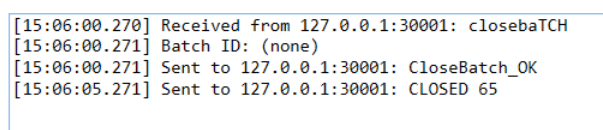 [15:06:00.270] Received from 127.0.0.1:30001: closebaTCH
[15:06:00.271] Batch ID: (none)
[15:06:00.271] Sent to 127.0.0.1:30001: CloseBatch_OK
[15:06:05.271] Sent to 127.0.0.1:30001: CLOSED 65